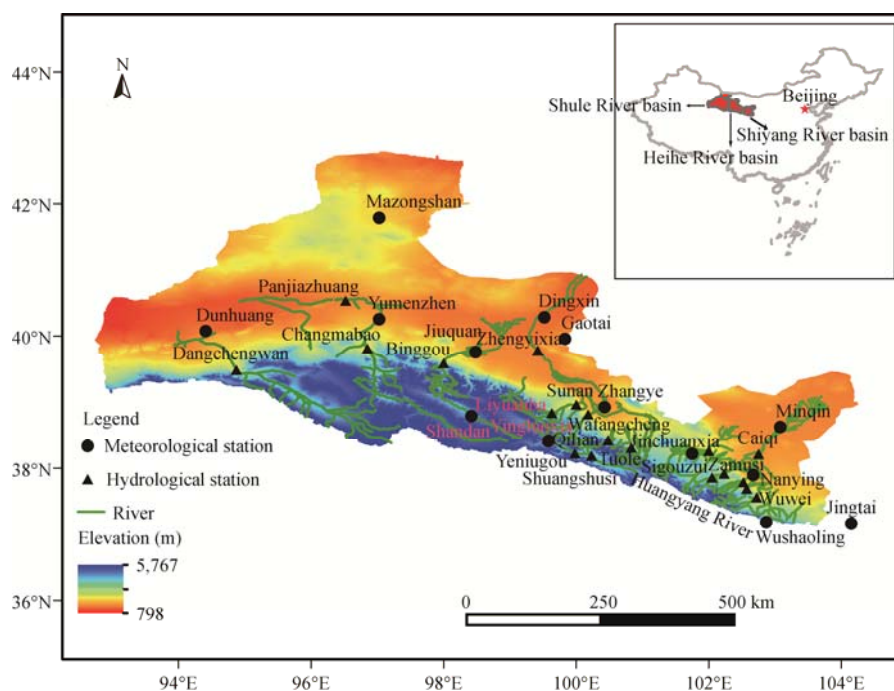 44°N
42°N
40°N
38°N
36°N
94°E
96°E
98°E
100°E
102°E
104°E
N
Beijing
Shule River basin
Shiyang River basin
Heihe River basin
Mazongshan
Panjiazhuang
Yumenzhen
Dingxin
Dunhuang
Changmabao
Jiuquan
Zhengyixia
Gaotai
Dangchengwan
Binggou
Sunan
Zhangye
Liyuanpu
Minqin
Shandan
Wafangcheng
Qilian
Jinchuanxia
Caiqi
Yeniugou
Tuole
Sigouzui
Zamusi
Nanying
Shuangshusi
Wuwei
Huangyang River
Jingtai
Wushaoling
Legend
Meteorological station
Hydrological station
River
Elevation (m)
5,767
798
0
250
500 km